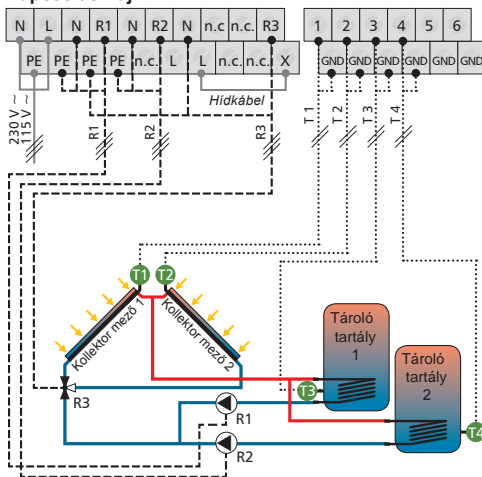 N L N R1 N R2 N n.c n.c. R3
1 2 3 4 5 6
PE PE PE n.c. L L n.c. n.c. X
GND GND GND GND GND GND
Hídkábel
230 V ~
115 V ~
R1
R2
R3
T 1
T 2
T 3
T 4
T1
T2
Kollektor mező 1
Kollektor mező 2
Tároló
tartály
1
Tároló
tartály
2
T3
T4
R3
R1
R2